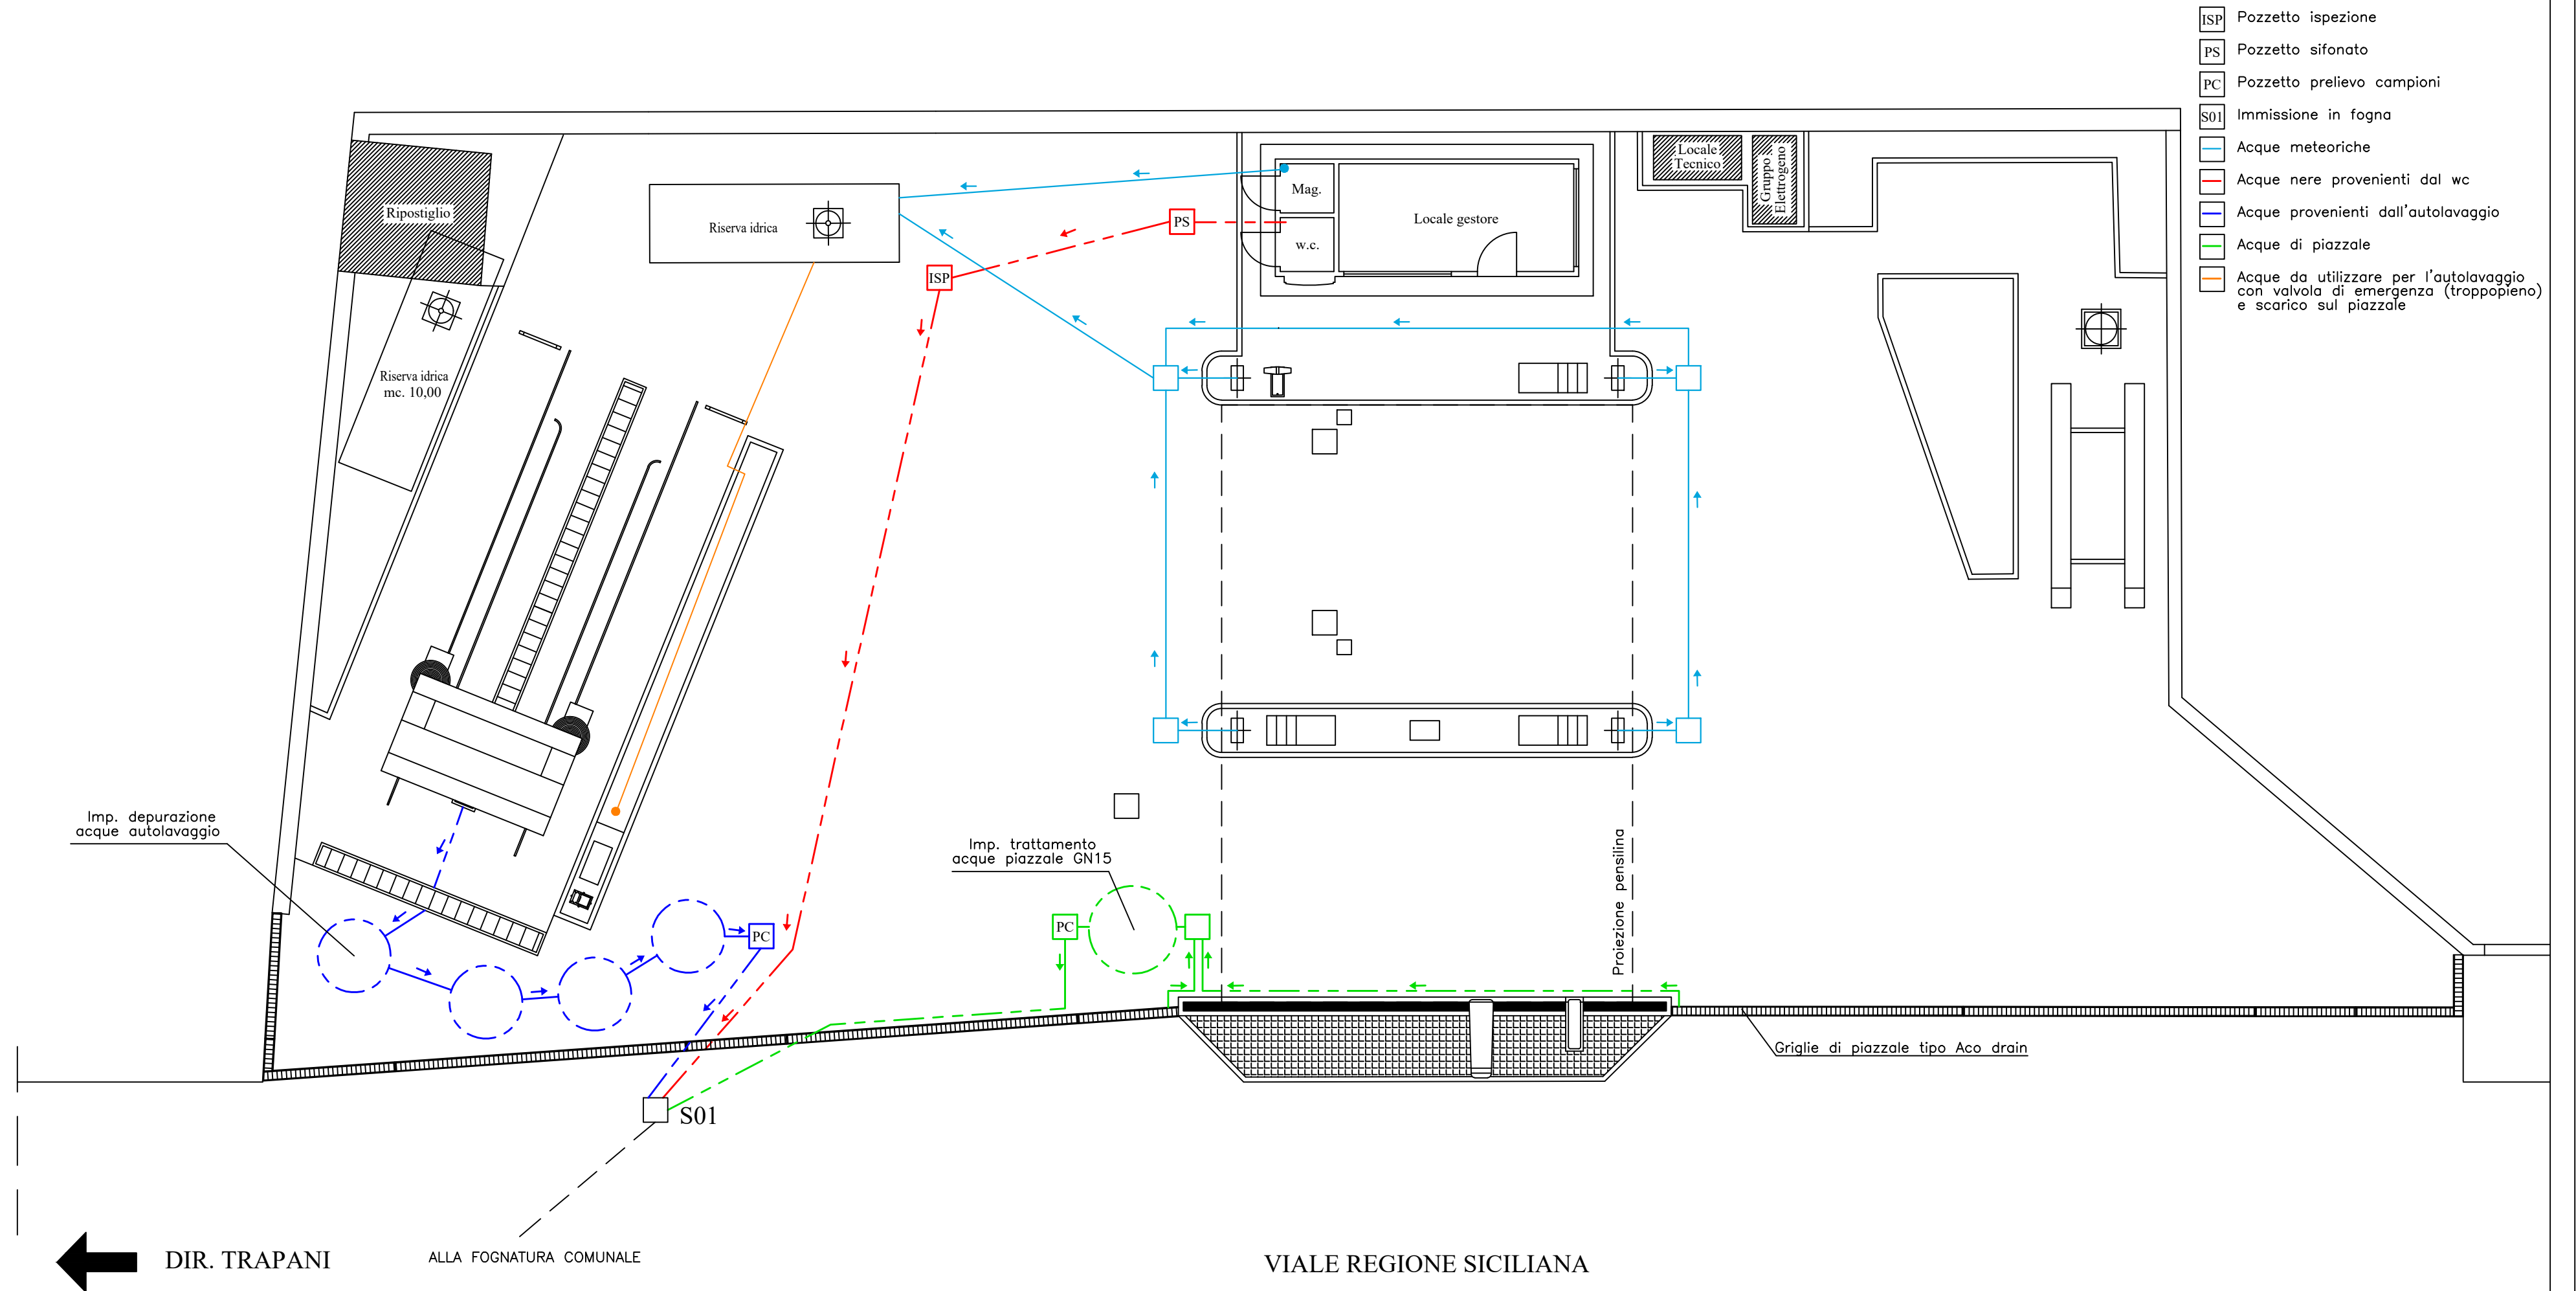 ISP Pozzetto ispezione
PS Pozzetto sifonato
PC Pozzetto prelievo campioni
S01 Immissione in fogna
Acque meteoriche
Acque nere provenienti dal wc
Acque provenienti dall'autolavaggio
Acque di piazzale
Acque da utilizzare per l'autolavaggio
con valvola di emergenza (troppopieno)
e scarico sul piazzale
Locale
Tecnico
Gruppo
Elettrogeno
Ripostiglio
Riserva idrica
Mag.
Locale gestore
PS
w.c.
ISP
Riserva idrica
mc. 10,00
Imp. depurazione
acque autolavaggio
Imp. trattamento
acque piazzale GN15
Proiezione pensilina
PC
PC
Griglie di piazzale tipo Aco drain
S01
DIR. TRAPANI
ALLA FOGNATURA COMUNALE
VIALE REGIONE SICILIANA